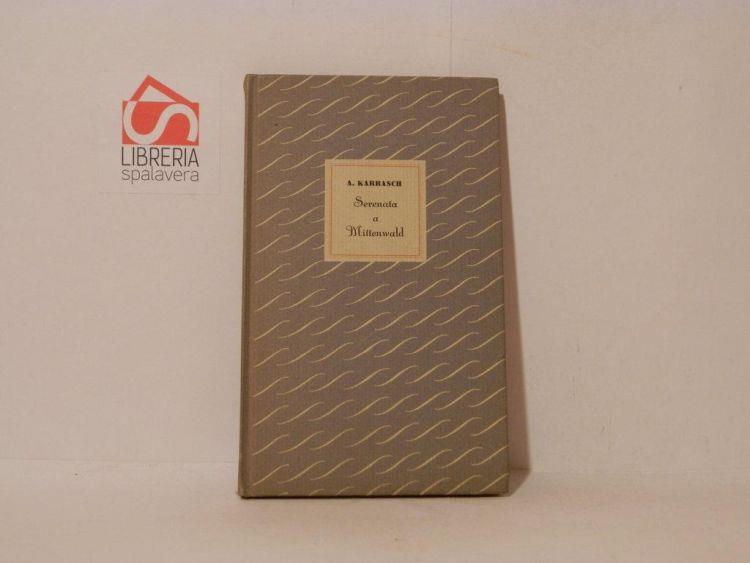 LIBRERIA
spalavera
A. KARRASCH
Serenata
a
Mittenwald